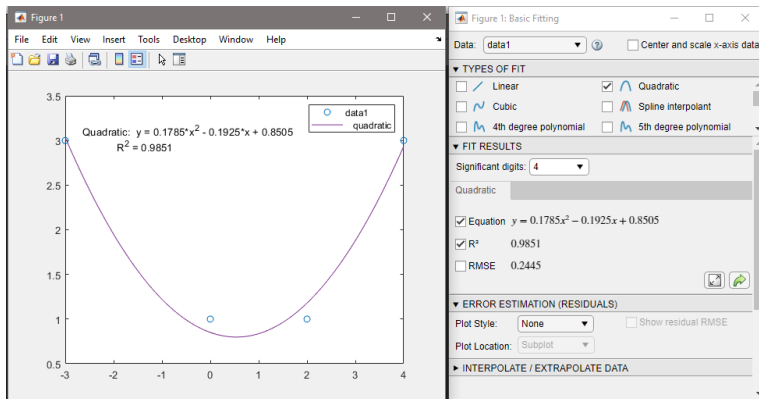 Figure 1
File Edit View Insert Tools Desktop Window Help
3.5
3
2.5
2
1.5
1
0.5
-3 -2 -1 0 1 2 3 4
Quadratic: y = 0.1785*x² - 0.1925*x + 0.8505
R² = 0.9851
data1
quadratic
Figure 1: Basic Fitting
Data: data1 Center and scale x-axis data
TYPES OF FIT
Linear Quadratic
Cubic Spline interpolant
4th degree polynomial 5th degree polynomial
FIT RESULTS
Significant digits: 4
Quadratic
Equation y = 0.1785x² − 0.1925x + 0.8505
R² 0.9851
RMSE 0.2445
ERROR ESTIMATION (RESIDUALS)
Plot Style: None Show residual RMSE
Plot Location: Subplot
INTERPOLATE / EXTRAPOLATE DATA